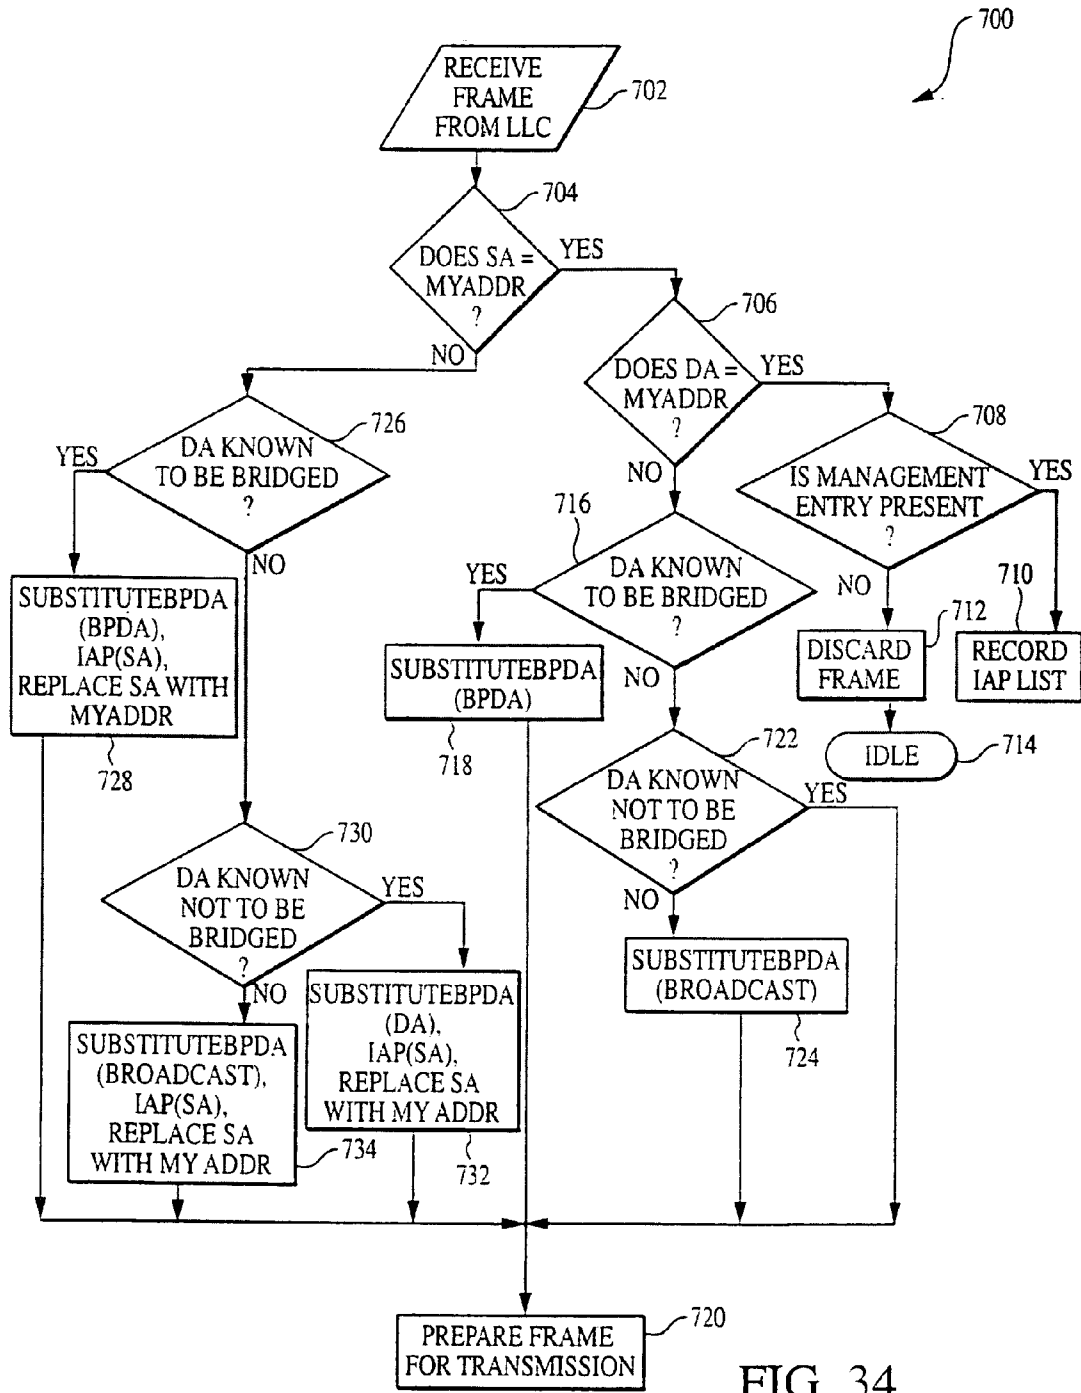 700
RECEIVE
FRAME
FROM LLC
702
704
DOES SA =
MYADDR
?
YES
NO
706
DOES DA =
MYADDR
?
YES
NO
708
IS MANAGEMENT
ENTRY PRESENT
?
YES
NO
710
RECORD
IAP LIST
712
DISCARD
FRAME
IDLE
714
726
DA KNOWN
TO BE BRIDGED
?
YES
NO
716
DA KNOWN
TO BE BRIDGED
?
YES
NO
SUBSTITUTEBPDA
(BPDA),
IAP(SA),
REPLACE SA WITH
MYADDR
728
SUBSTITUTEBPDA
(BPDA)
718
722
DA KNOWN
NOT TO BE
BRIDGED
?
YES
NO
730
DA KNOWN
NOT TO BE
BRIDGED
?
YES
NO
SUBSTITUTEBPDA
(BROADCAST)
724
SUBSTITUTEBPDA
(DA),
IAP(SA),
REPLACE SA
WITH MY ADDR
732
SUBSTITUTEBPDA
(BROADCAST),
IAP(SA),
REPLACE SA
WITH MY ADDR
734
PREPARE FRAME
FOR TRANSMISSION
720
FIG. 34